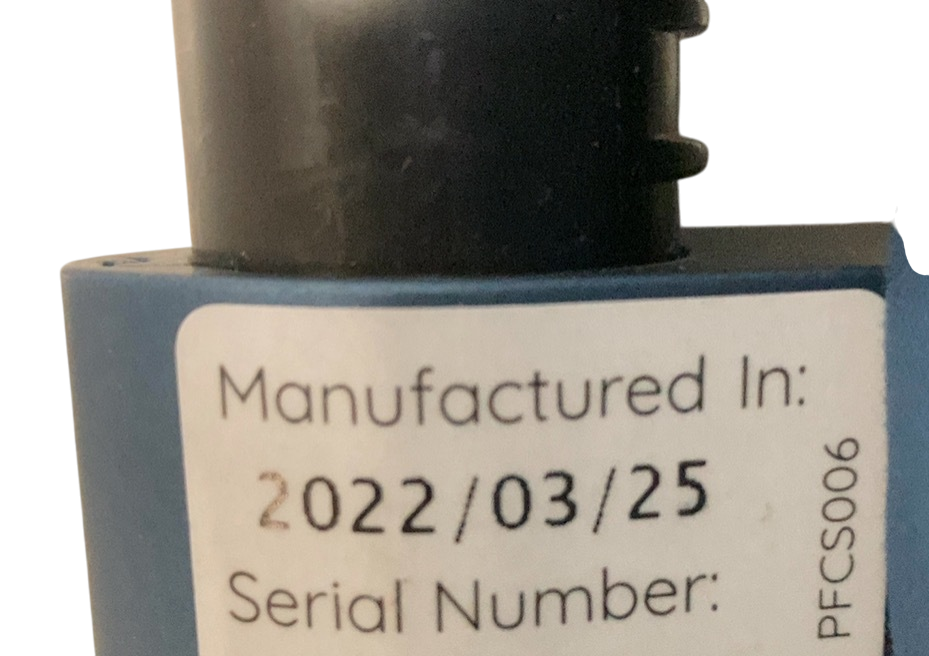 Manufactured In:
2022/03/25
Serial Number:
PFCS006